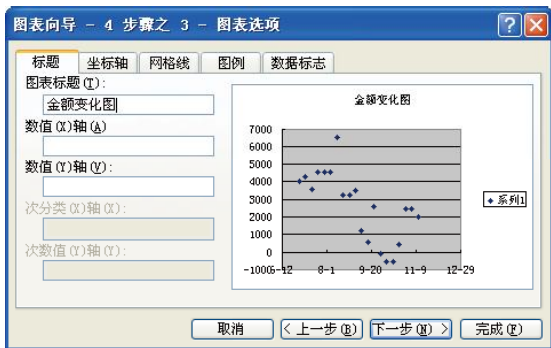 图表向导 - 4 步骤之 3 - 图表选项
标题 坐标轴 网格线 图例 数据标志
图表标题(T):
金额变化图
数值(X)轴(A)
数值(Y)轴(V):
次分类(X)轴(X):
次数值(Y)轴(Y):
金额变化图
7000
6000
5000
4000
3000
2000
1000
0
-1000
6-12 8-1 9-20 11-9 12-29
系列1
取消 < 上一步(B) 下一步(N) > 完成(F)